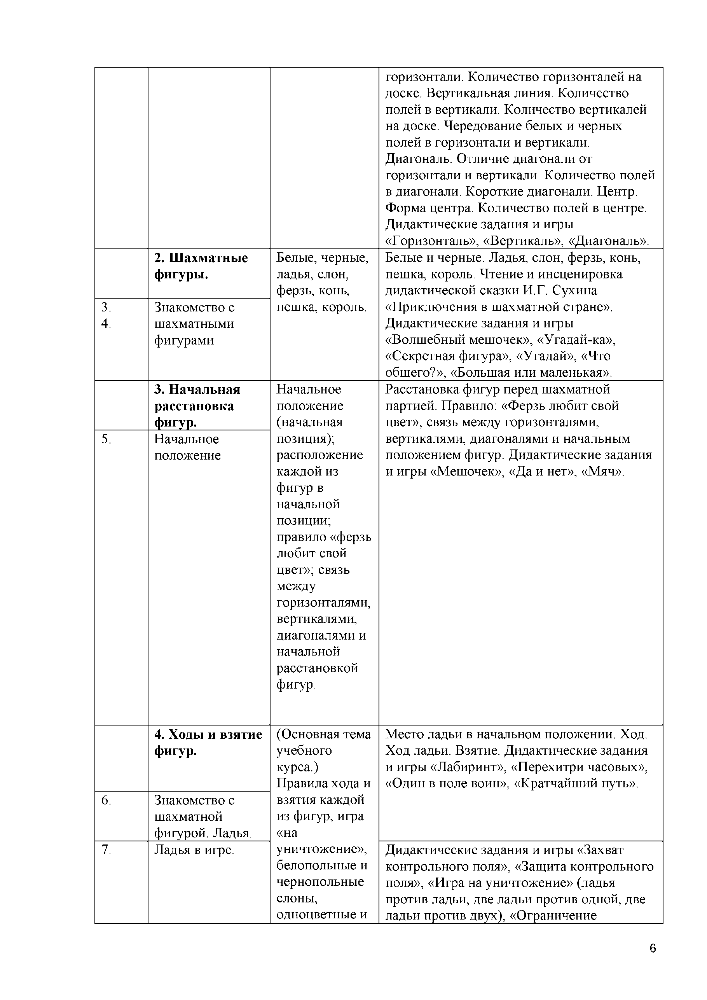 горизонтали. Количество горизонталей на
доске. Вертикальная линия. Количество
полей в вертикали. Количество вертикалей
на доске. Чередование белых и черных
полей в горизонтали и вертикали.
Диагональ. Отличие диагонали от
горизонтали и вертикали. Количество полей
в диагонали. Короткие диагонали. Центр.
Форма центра. Количество полей в центре.
Дидактические задания и игры
«Горизонталь», «Вертикаль», «Диагональ».
2. Шахматные
фигуры.
3.
4.
Знакомство с
шахматными
фигурами
Белые, черные,
ладья, слон,
ферзь, конь,
пешка, король.
Белые и черные. Ладья, слон, ферзь, конь,
пешка, король. Чтение и инсценировка
дидактической сказки И.Г. Сухина
«Приключения в шахматной стране».
Дидактические задания и игры
«Волшебный мешочек», «Угадай-ка»,
«Секретная фигура», «Угадай», «Что
общего?», «Большая или маленькая».
3. Начальная
расстановка
фигур.
5.
Начальное
положение
Начальное
положение
(начальная
позиция);
расположение
каждой из
фигур в
начальной
позиции;
правило «ферзь
любит свой
цвет»; связь
между
горизонталями,
вертикалями,
диагоналями и
начальной
расстановкой
фигур.
Расстановка фигур перед шахматной
партией. Правило: «Ферзь любит свой
цвет», связь между горизонталями,
вертикалями, диагоналями и начальным
положением фигур. Дидактические задания
и игры «Мешочек», «Да и нет», «Мяч».
4. Ходы и взятие
фигур.
6.
Знакомство с
шахматной
фигурой. Ладья.
7.
Ладья в игре.
(Основная тема
учебного
курса.)
Правила хода и
взятия каждой
из фигур, игра
«на
уничтожение»,
белопольные и
чернопольные
слоны,
одноцветные и
Место ладьи в начальном положении. Ход.
Ход ладьи. Взятие. Дидактические задания
и игры «Лабиринт», «Перехитри часовых»,
«Один в поле воин», «Кратчайший путь».
Дидактические задания и игры «Захват
контрольного поля», «Защита контрольного
поля», «Игра на уничтожение» (ладья
против ладьи, две ладьи против одной, две
ладьи против двух), «Ограничение
6